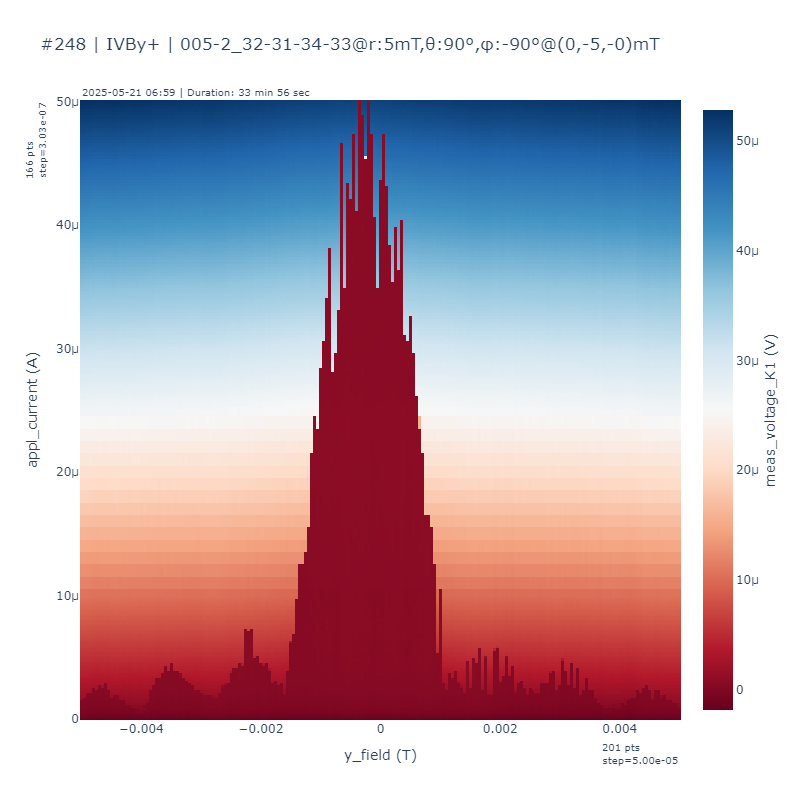 #248 | IVBy+ | 005-2_32-31-34-33@r:5mT,θ:90°,φ:-90°@(0,-5,-0)mT
2025-05-21 06:59 | Duration: 33 min 56 sec
166 pts
step=3.03e-07
50μ
40μ
30μ
20μ
10μ
0
appl_current (A)
−0.004
−0.002
0
0.002
0.004
y_field (T)
201 pts
step=5.00e-05
50μ
40μ
30μ
20μ
10μ
0
meas_voltage_K1 (V)